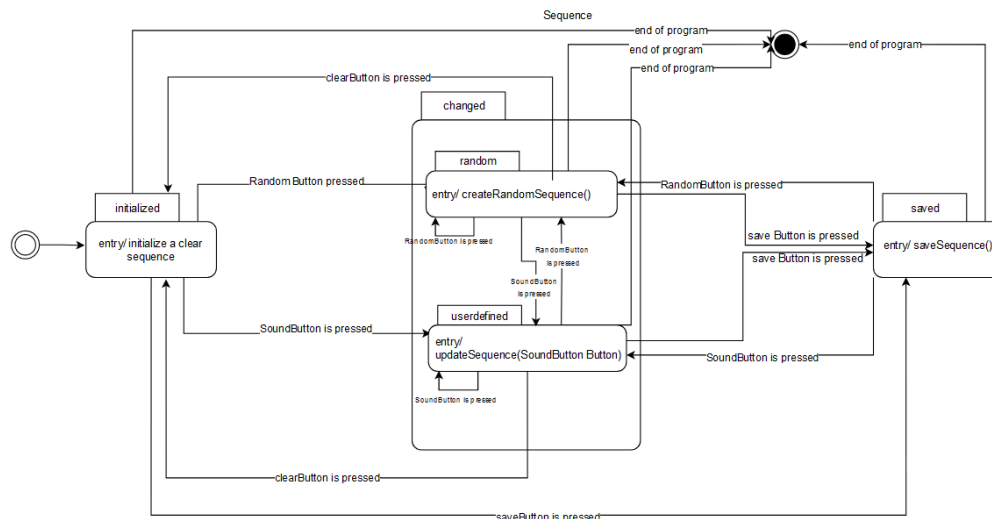 Sequence
end of program
end of program
end of program
end of program
clearButton is pressed
changed
random
entry/ createRandomSequence()
RandomButton is pressed
Random Button pressed
RandomButton is pressed
initialized
entry/ initialize a clear
sequence
saved
entry/ saveSequence()
save Button is pressed
save Button is pressed
RandomButton
is pressed
SoundButton
is pressed
userdefined
entry/
updateSequence(SoundButton Button)
SoundButton is pressed
SoundButton is pressed
SoundButton is pressed
clearButton is pressed
saveButton is pressed